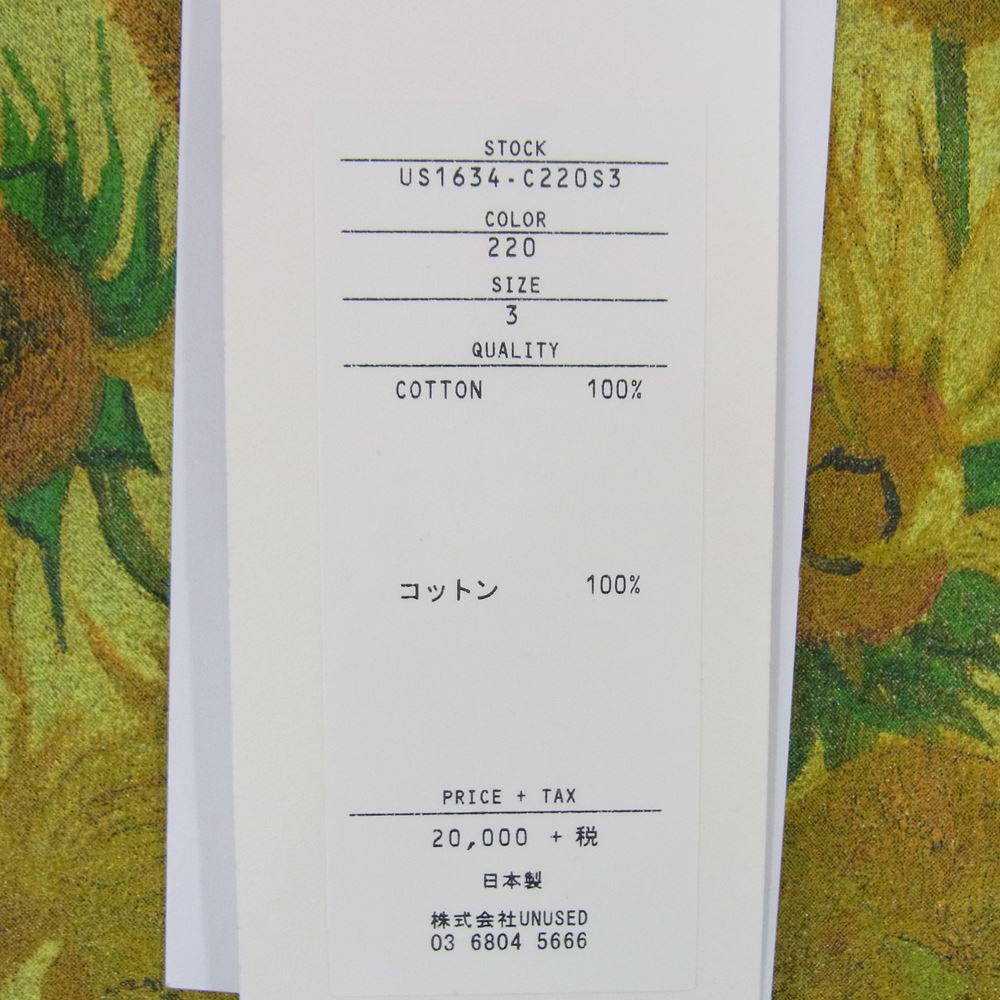 STOCK
US1634-C220S3
COLOR
220
SIZE
3
QUALITY
COTTON 100%
コットン 100%
PRICE + TAX
20,000 + 税
日本製
株式会社UNUSED
03 6804 5666